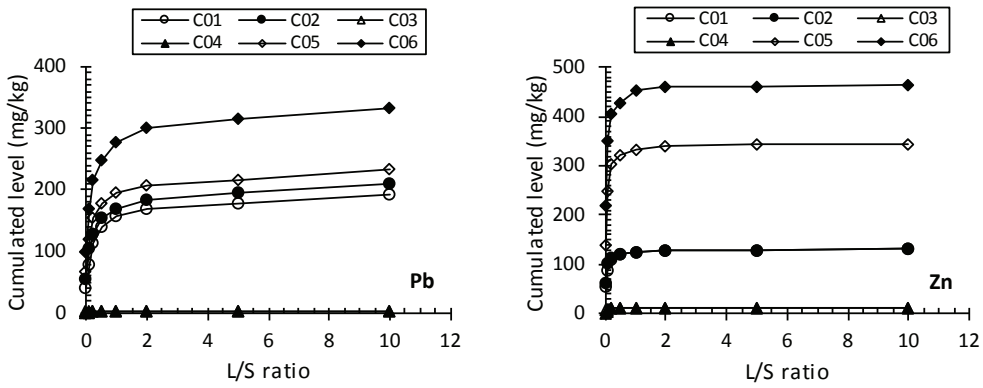 C01 C02 C03
C04 C05 C06
Cumulated level (mg/kg)
400
300
200
100
0
0 2 4 6 8 10 12
L/S ratio
Pb
C01 C02 C03
C04 C05 C06
Cumulated level (mg/kg)
500
400
300
200
100
0
0 2 4 6 8 10 12
L/S ratio
Zn